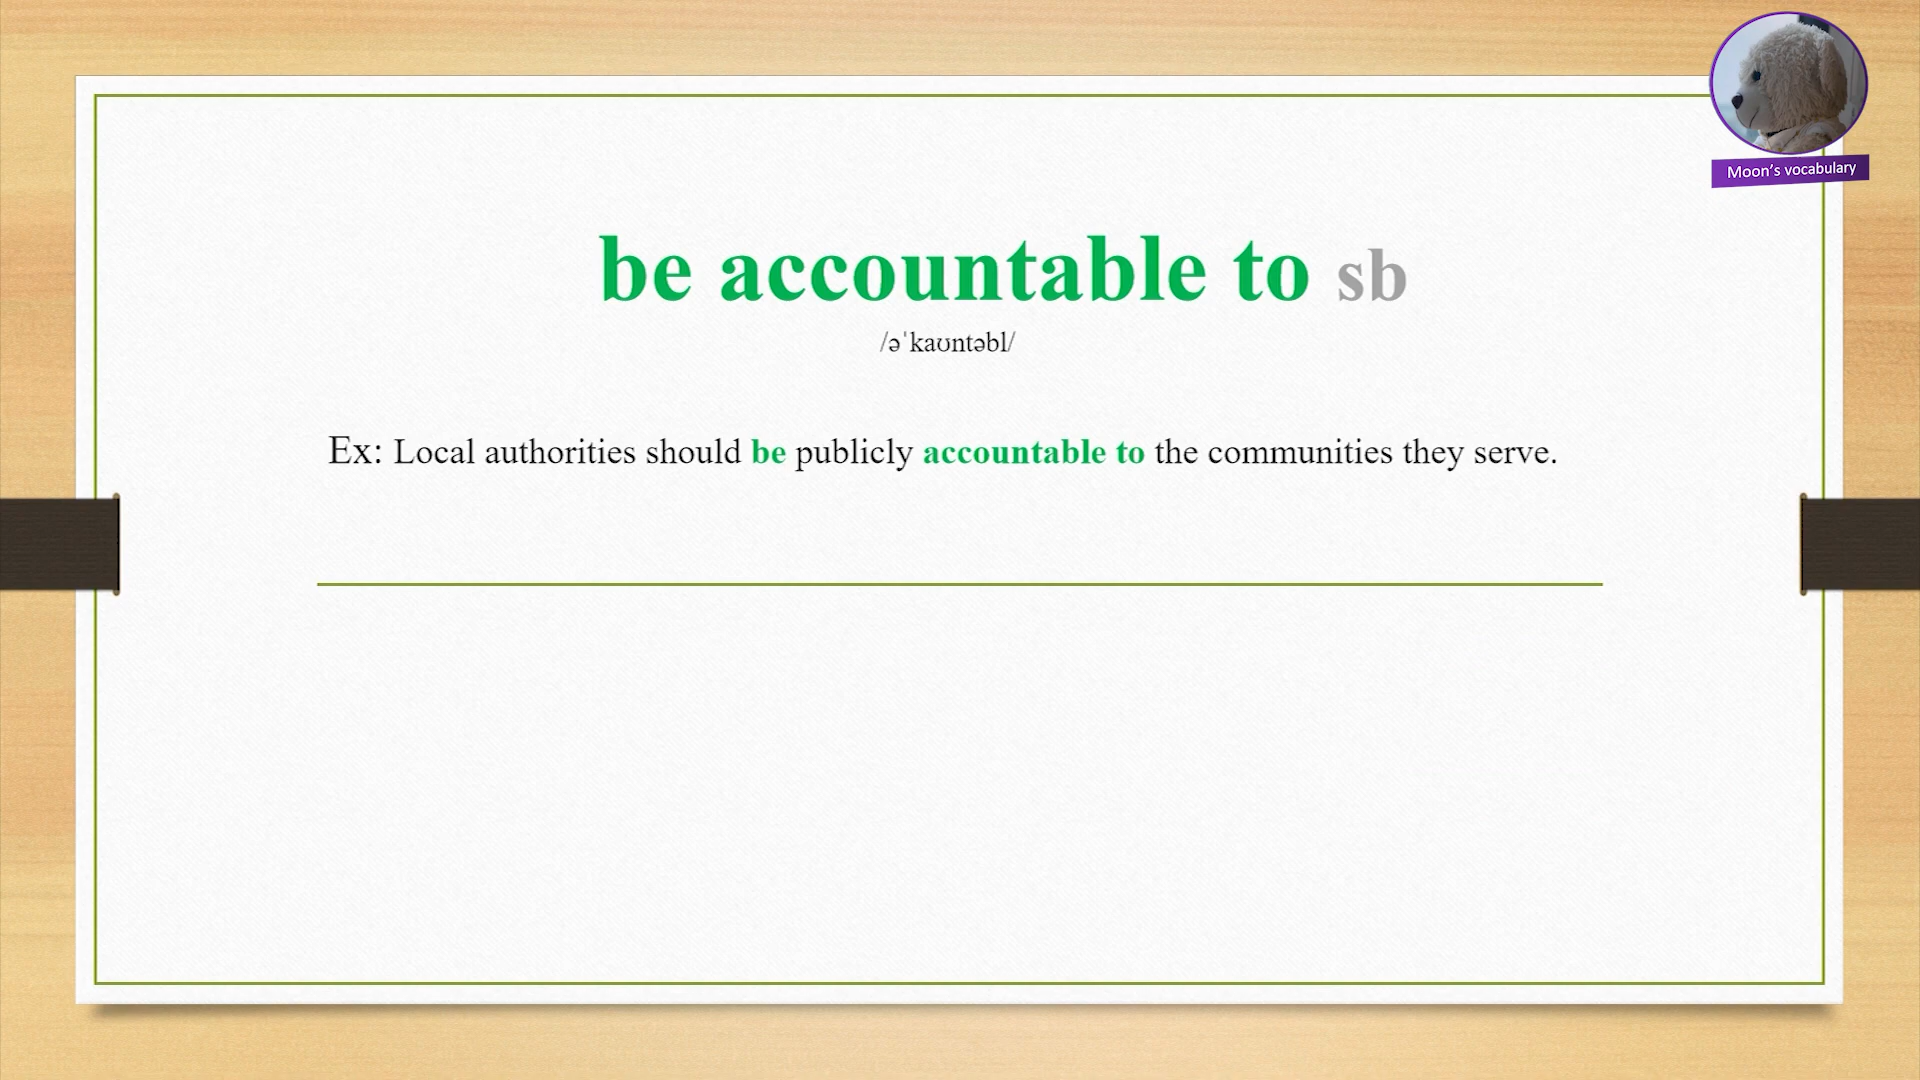 Moon's vocabulary
be accountable to sb
/əˈkaʊntəbl/
Ex: Local authorities should be publicly accountable to the communities they serve.